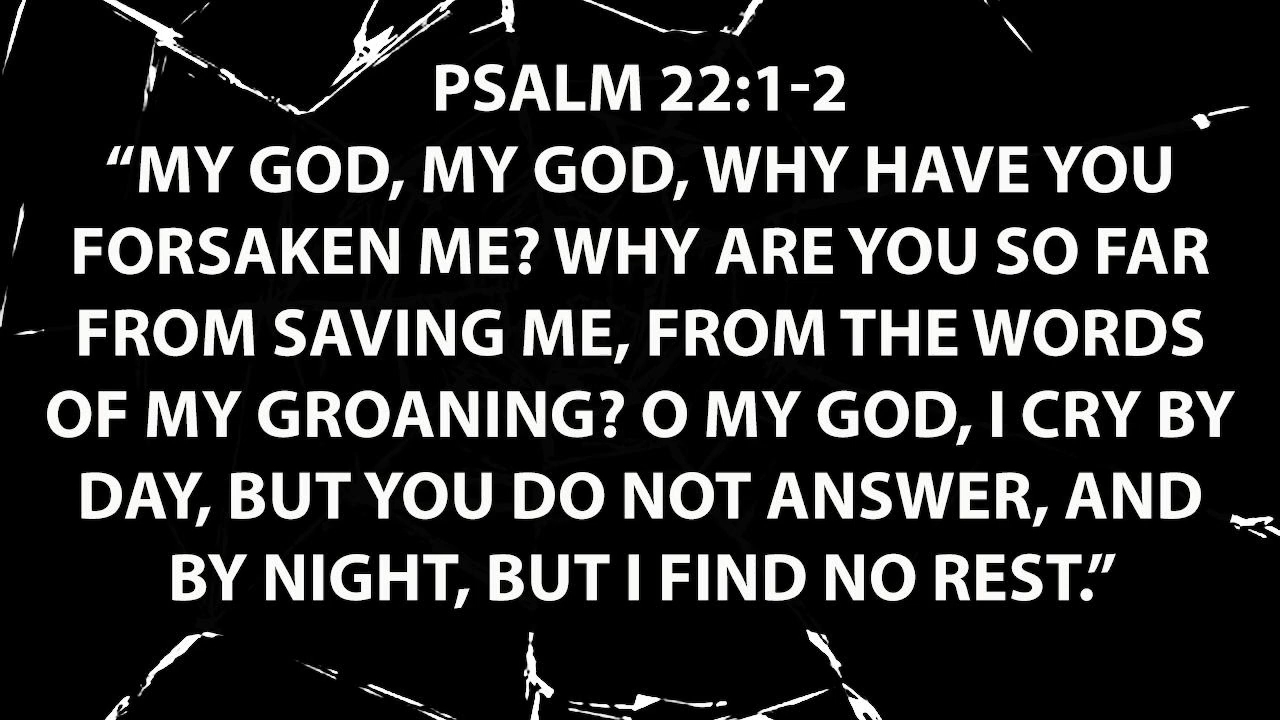 PSALM 22:1-2
“MY GOD, MY GOD, WHY HAVE YOU
FORSAKEN ME? WHY ARE YOU SO FAR
FROM SAVING ME, FROM THE WORDS
OF MY GROANING? O MY GOD, I CRY BY
DAY, BUT YOU DO NOT ANSWER, AND
BY NIGHT, BUT I FIND NO REST.”